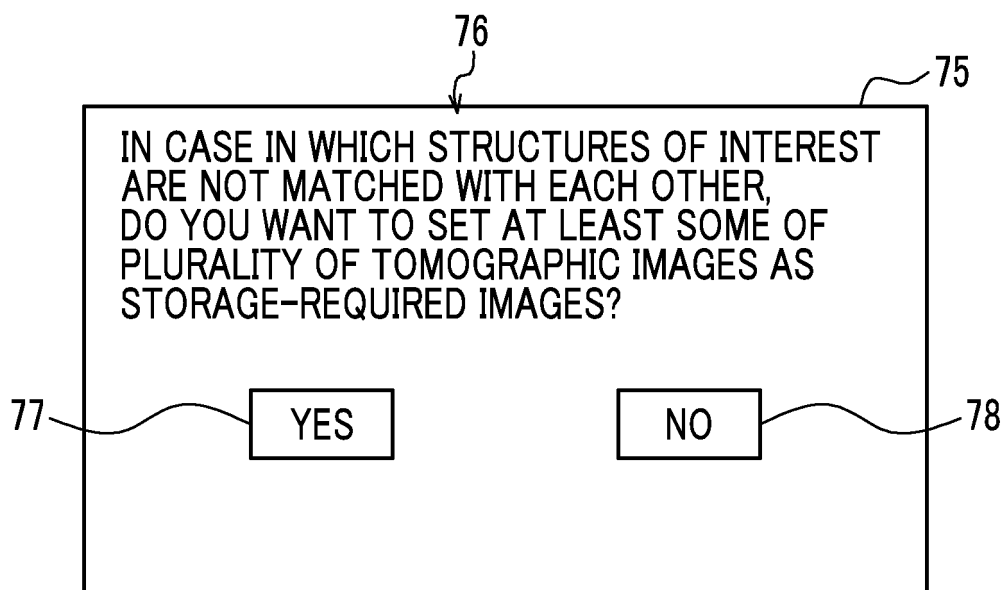 76
75
IN CASE IN WHICH STRUCTURES OF INTEREST
ARE NOT MATCHED WITH EACH OTHER,
DO YOU WANT TO SET AT LEAST SOME OF
PLURALITY OF TOMOGRAPHIC IMAGES AS
STORAGE-REQUIRED IMAGES?
77
YES
NO
78